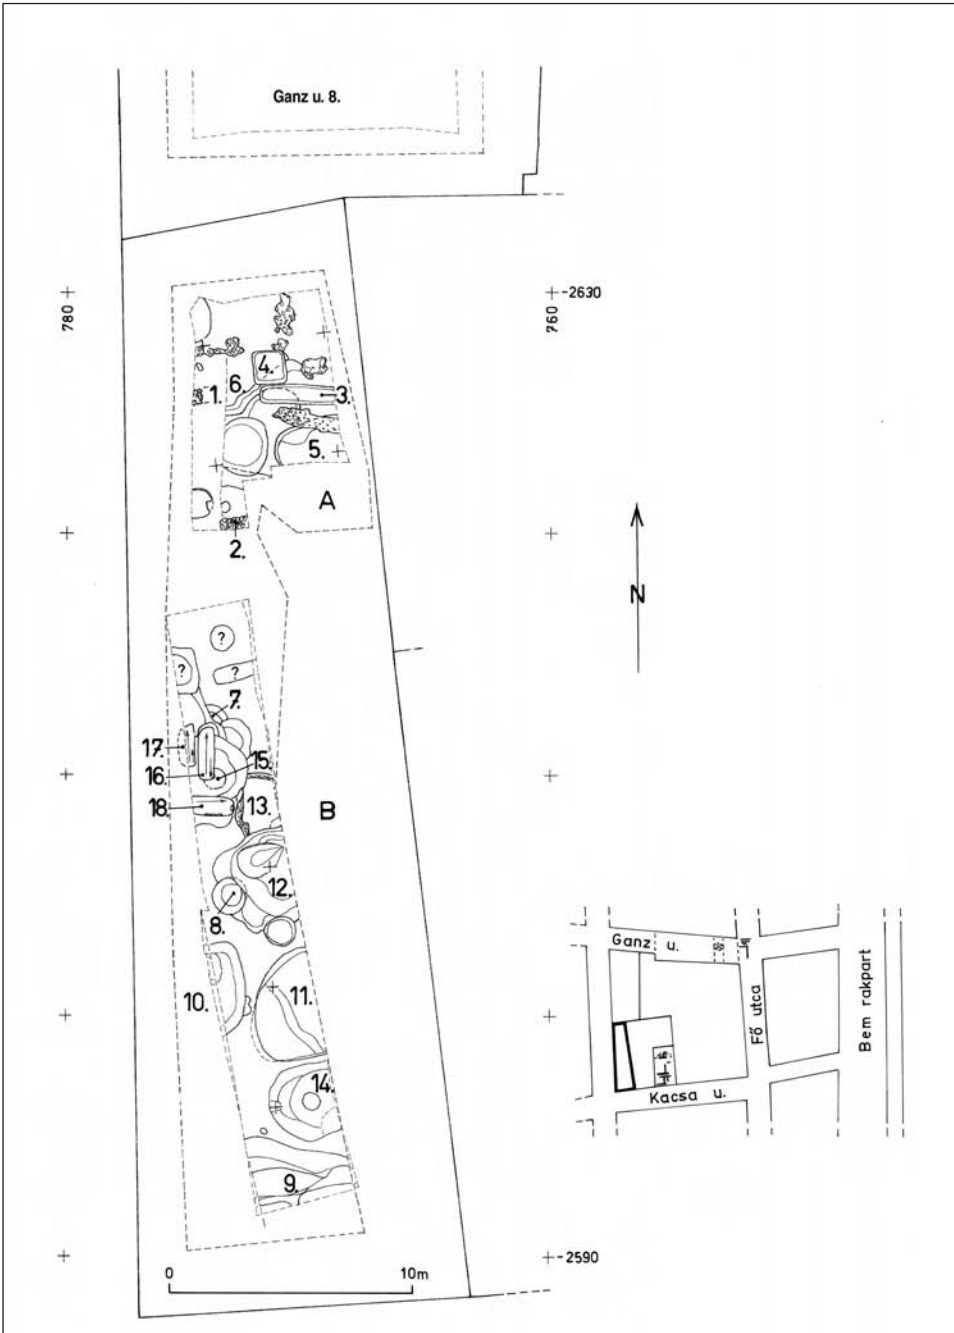 Ganz u. 8.
780
760
-2630
4.
6.
1.
3.
5.
A
2.
N
?
?
?
7.
17.
15.
16.
18.
13.
B
12.
8.
11.
10.
14.
9.
-2590
0
10m
Ganz u.
Fő utca
Bem rakpart
Kacsa u.